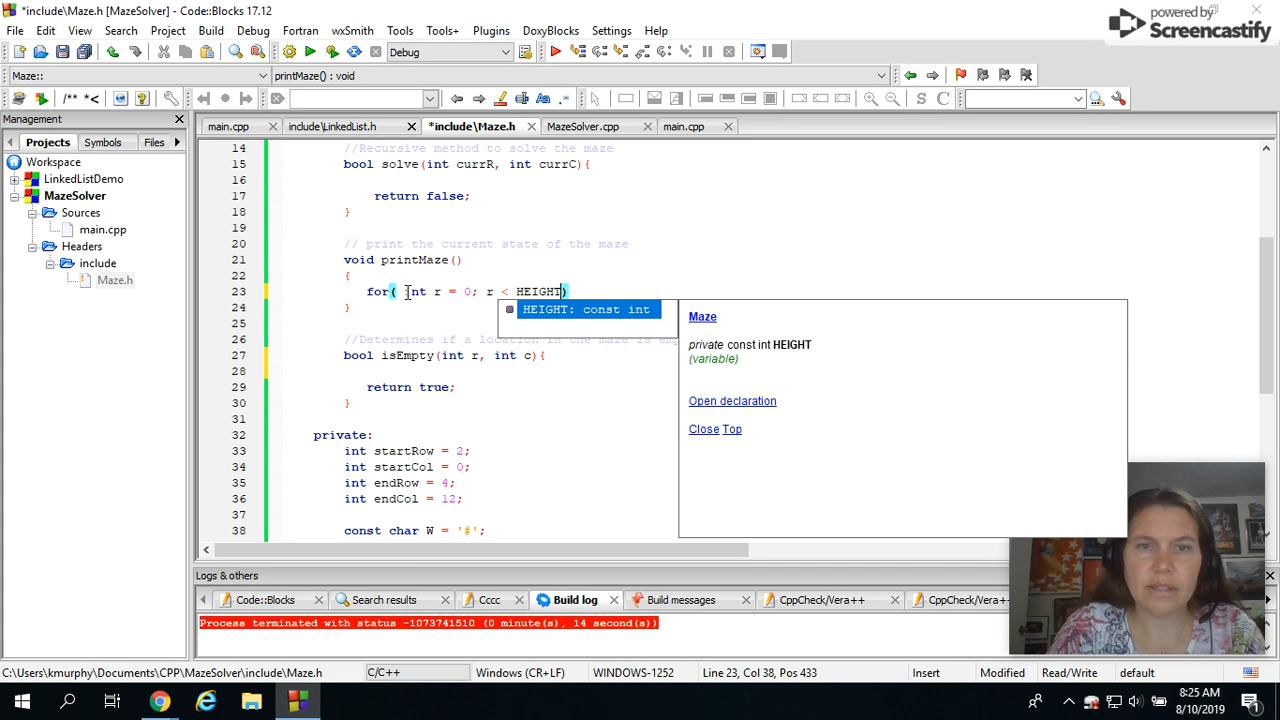 *include\Maze.h [MazeSolver] - Code::Blocks 17.12
powered by
Screencastify
File Edit View Search Project Build Debug Fortran wxSmith Tools Tools+ Plugins DoxyBlocks Settings Help
Debug
Maze:: printMaze() : void
/** *<
S C
Management
Projects Symbols Files
Workspace
LinkedListDemo
MazeSolver
Sources
main.cpp
Headers
include
Maze.h
main.cpp include\LinkedList.h *include\Maze.h MazeSolver.cpp main.cpp
14 //Recursive method to solve the maze
15 bool solve(int currR, int currC){
16
17 return false;
18 }
19
20 // print the current state of the maze
21 void printMaze()
22 {
23 for( int r = 0; r < HEIGHT)
24 }
25
26 //Determines if a location in the maze is emp
27 bool isEmpty(int r, int c){
28
29 return true;
30 }
31
32 private:
33 int startRow = 2;
34 int startCol = 0;
35 int endRow = 4;
36 int endCol = 12;
37
38 const char W = '#';
HEIGHT: const int
Maze
private const int HEIGHT
(variable)
Open declaration
Close Top
Logs & others
Code::Blocks Search results Cccc Build log Build messages CppCheck/Vera++ CppCheck/Vera+
Process terminated with status -1073741510 (0 minute(s), 14 second(s))
C:\Users\kmurphy\Documents\CPP\MazeSolver\include\Maze.h C/C++ Windows (CR+LF) WINDOWS-1252 Line 23, Col 38, Pos 433 Insert Modified Read/Write default
8:25 AM
8/10/2019
1